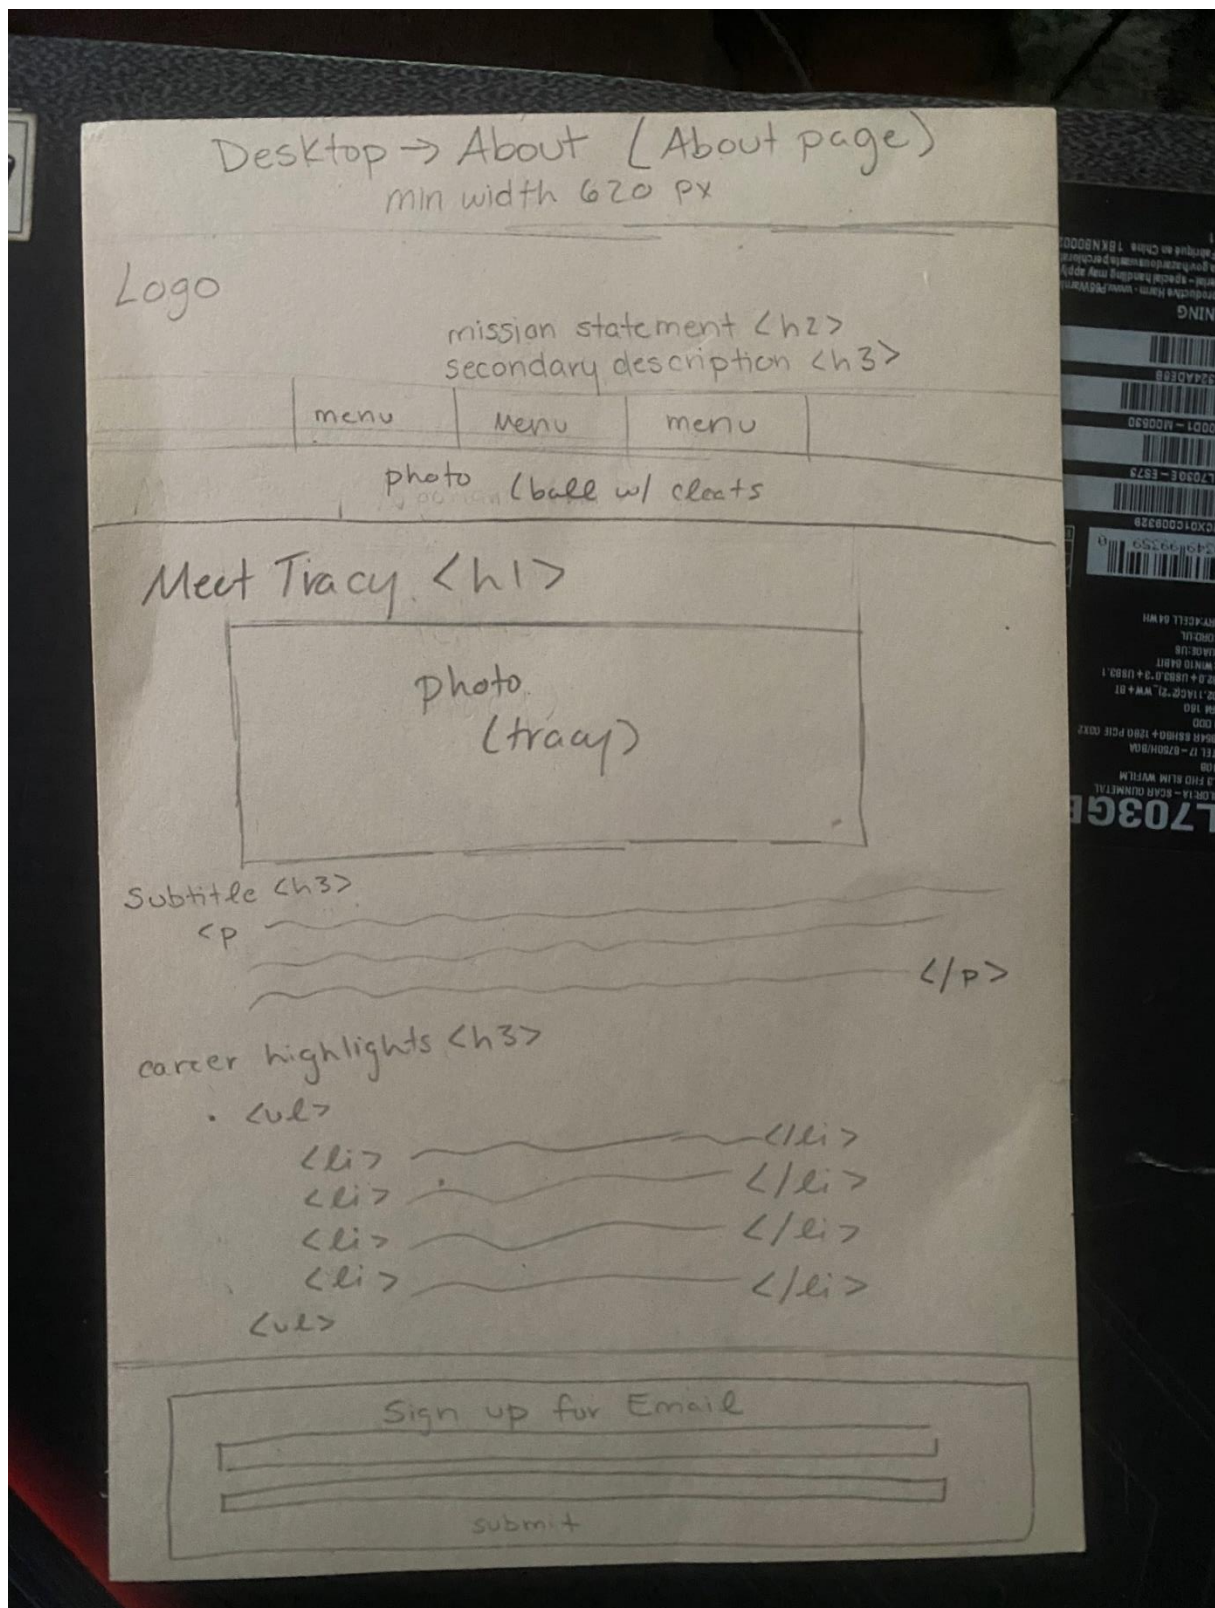 Desktop → About (About page)
min width 620 px
Logo
mission statement <h2>
secondary description <h3>
menu
Menu
menu
photo (ball w/ cleats
Meet Tracy <h1>
photo
(tracy)
Subtitle <h3>
<p
</p>
career highlights <h3>
<ul>
<li> </li>
<li> </li>
<li> </li>
<li> </li>
<ul>
Sign up for Email
submit
L703GE